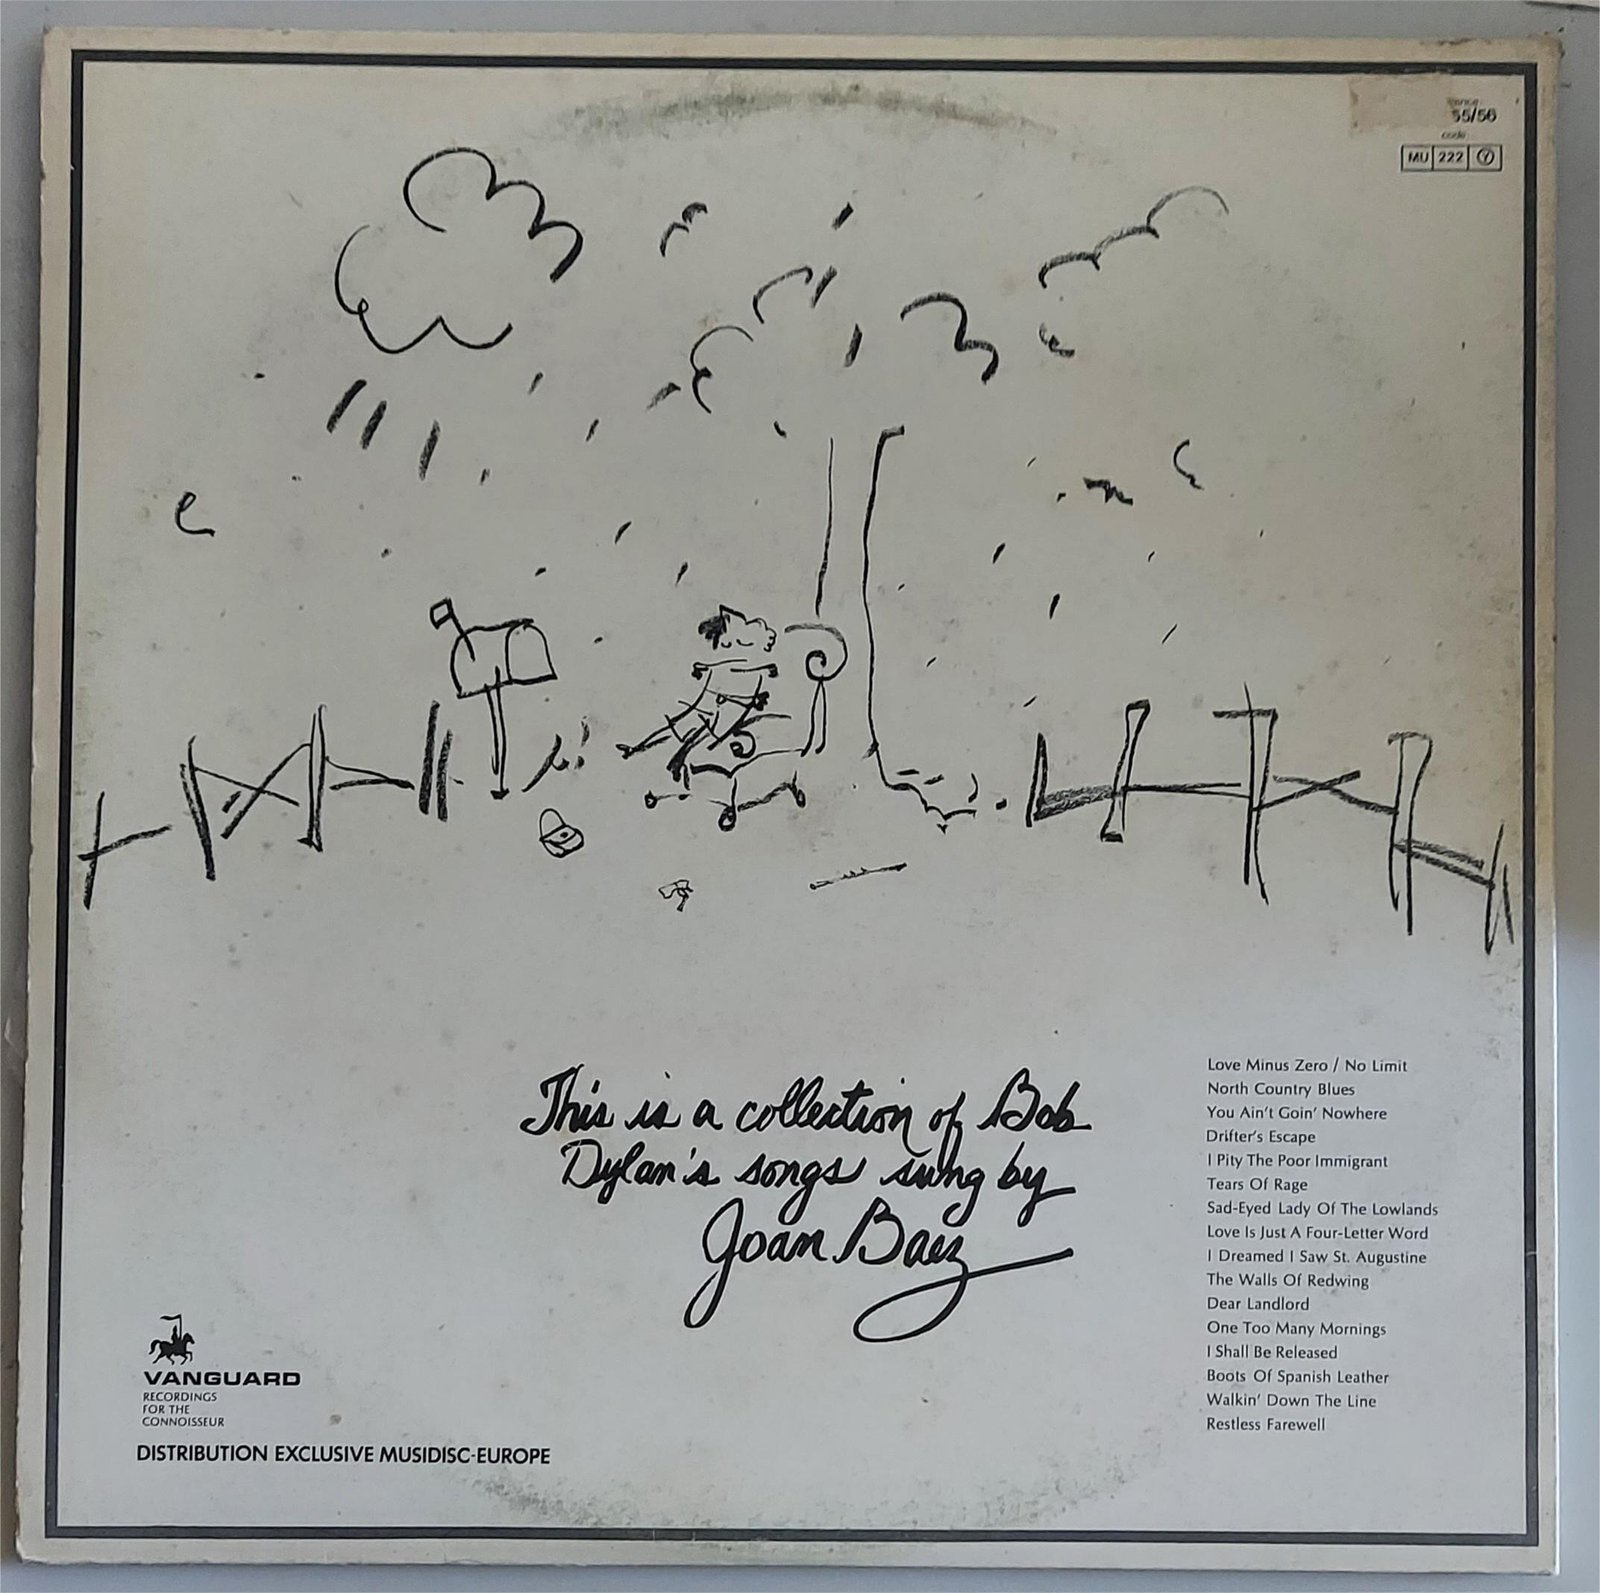 55/56
code
MU 222 Y
This is a collection of Bob
Dylan's songs sung by
Joan Baez
Love Minus Zero / No Limit
North Country Blues
You Ain't Goin' Nowhere
Drifter's Escape
I Pity The Poor Immigrant
Tears Of Rage
Sad-Eyed Lady Of The Lowlands
Love Is Just A Four-Letter Word
I Dreamed I Saw St. Augustine
The Walls Of Redwing
Dear Landlord
One Too Many Mornings
I Shall Be Released
Boots Of Spanish Leather
Walkin' Down The Line
Restless Farewell
VANGUARD
RECORDINGS
FOR THE
CONNOISSEUR
DISTRIBUTION EXCLUSIVE MUSIDISC-EUROPE